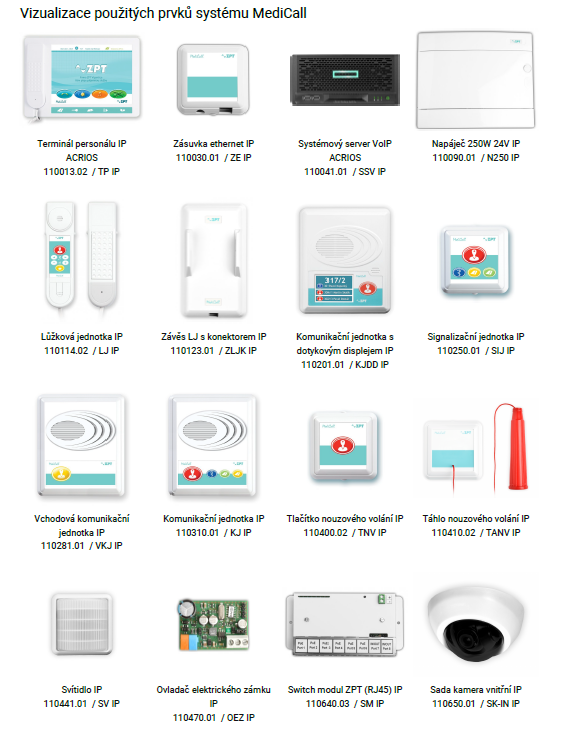 Vizualizace použitých prvků systému MediCall
ZPT
Terminál personálu IP
ACRIOS
110013.02 / TP IP
Zásuvka ethernet IP
110030.01 / ZE IP
Systémový server VoIP
ACRIOS
110041.01 / SSV IP
Napáječ 250W 24V IP
110090.01 / N250 IP
317/2
Lůžková jednotka IP
110114.02 / LJ IP
Závěs LJ s konektorem IP
110123.01 / ZLJK IP
Komunikační jednotka s
dotykovým displejem IP
110201.01 / KJDD IP
Signalizační jednotka IP
110250.01 / SIJ IP
Vchodová komunikační
jednotka IP
110281.01 / VKJ IP
Komunikační jednotka IP
110310.01 / KJ IP
Tlačítko nouzového volání IP
110400.02 / TNV IP
Táhlo nouzového volání IP
110410.02 / TANV IP
Svítidlo IP
110441.01 / SV IP
Ovladač elektrického zámku
IP
110470.01 / OEZ IP
Switch modul ZPT (RJ45) IP
110640.03 / SM IP
Sada kamera vnitřní IP
110650.01 / SK-IN IP